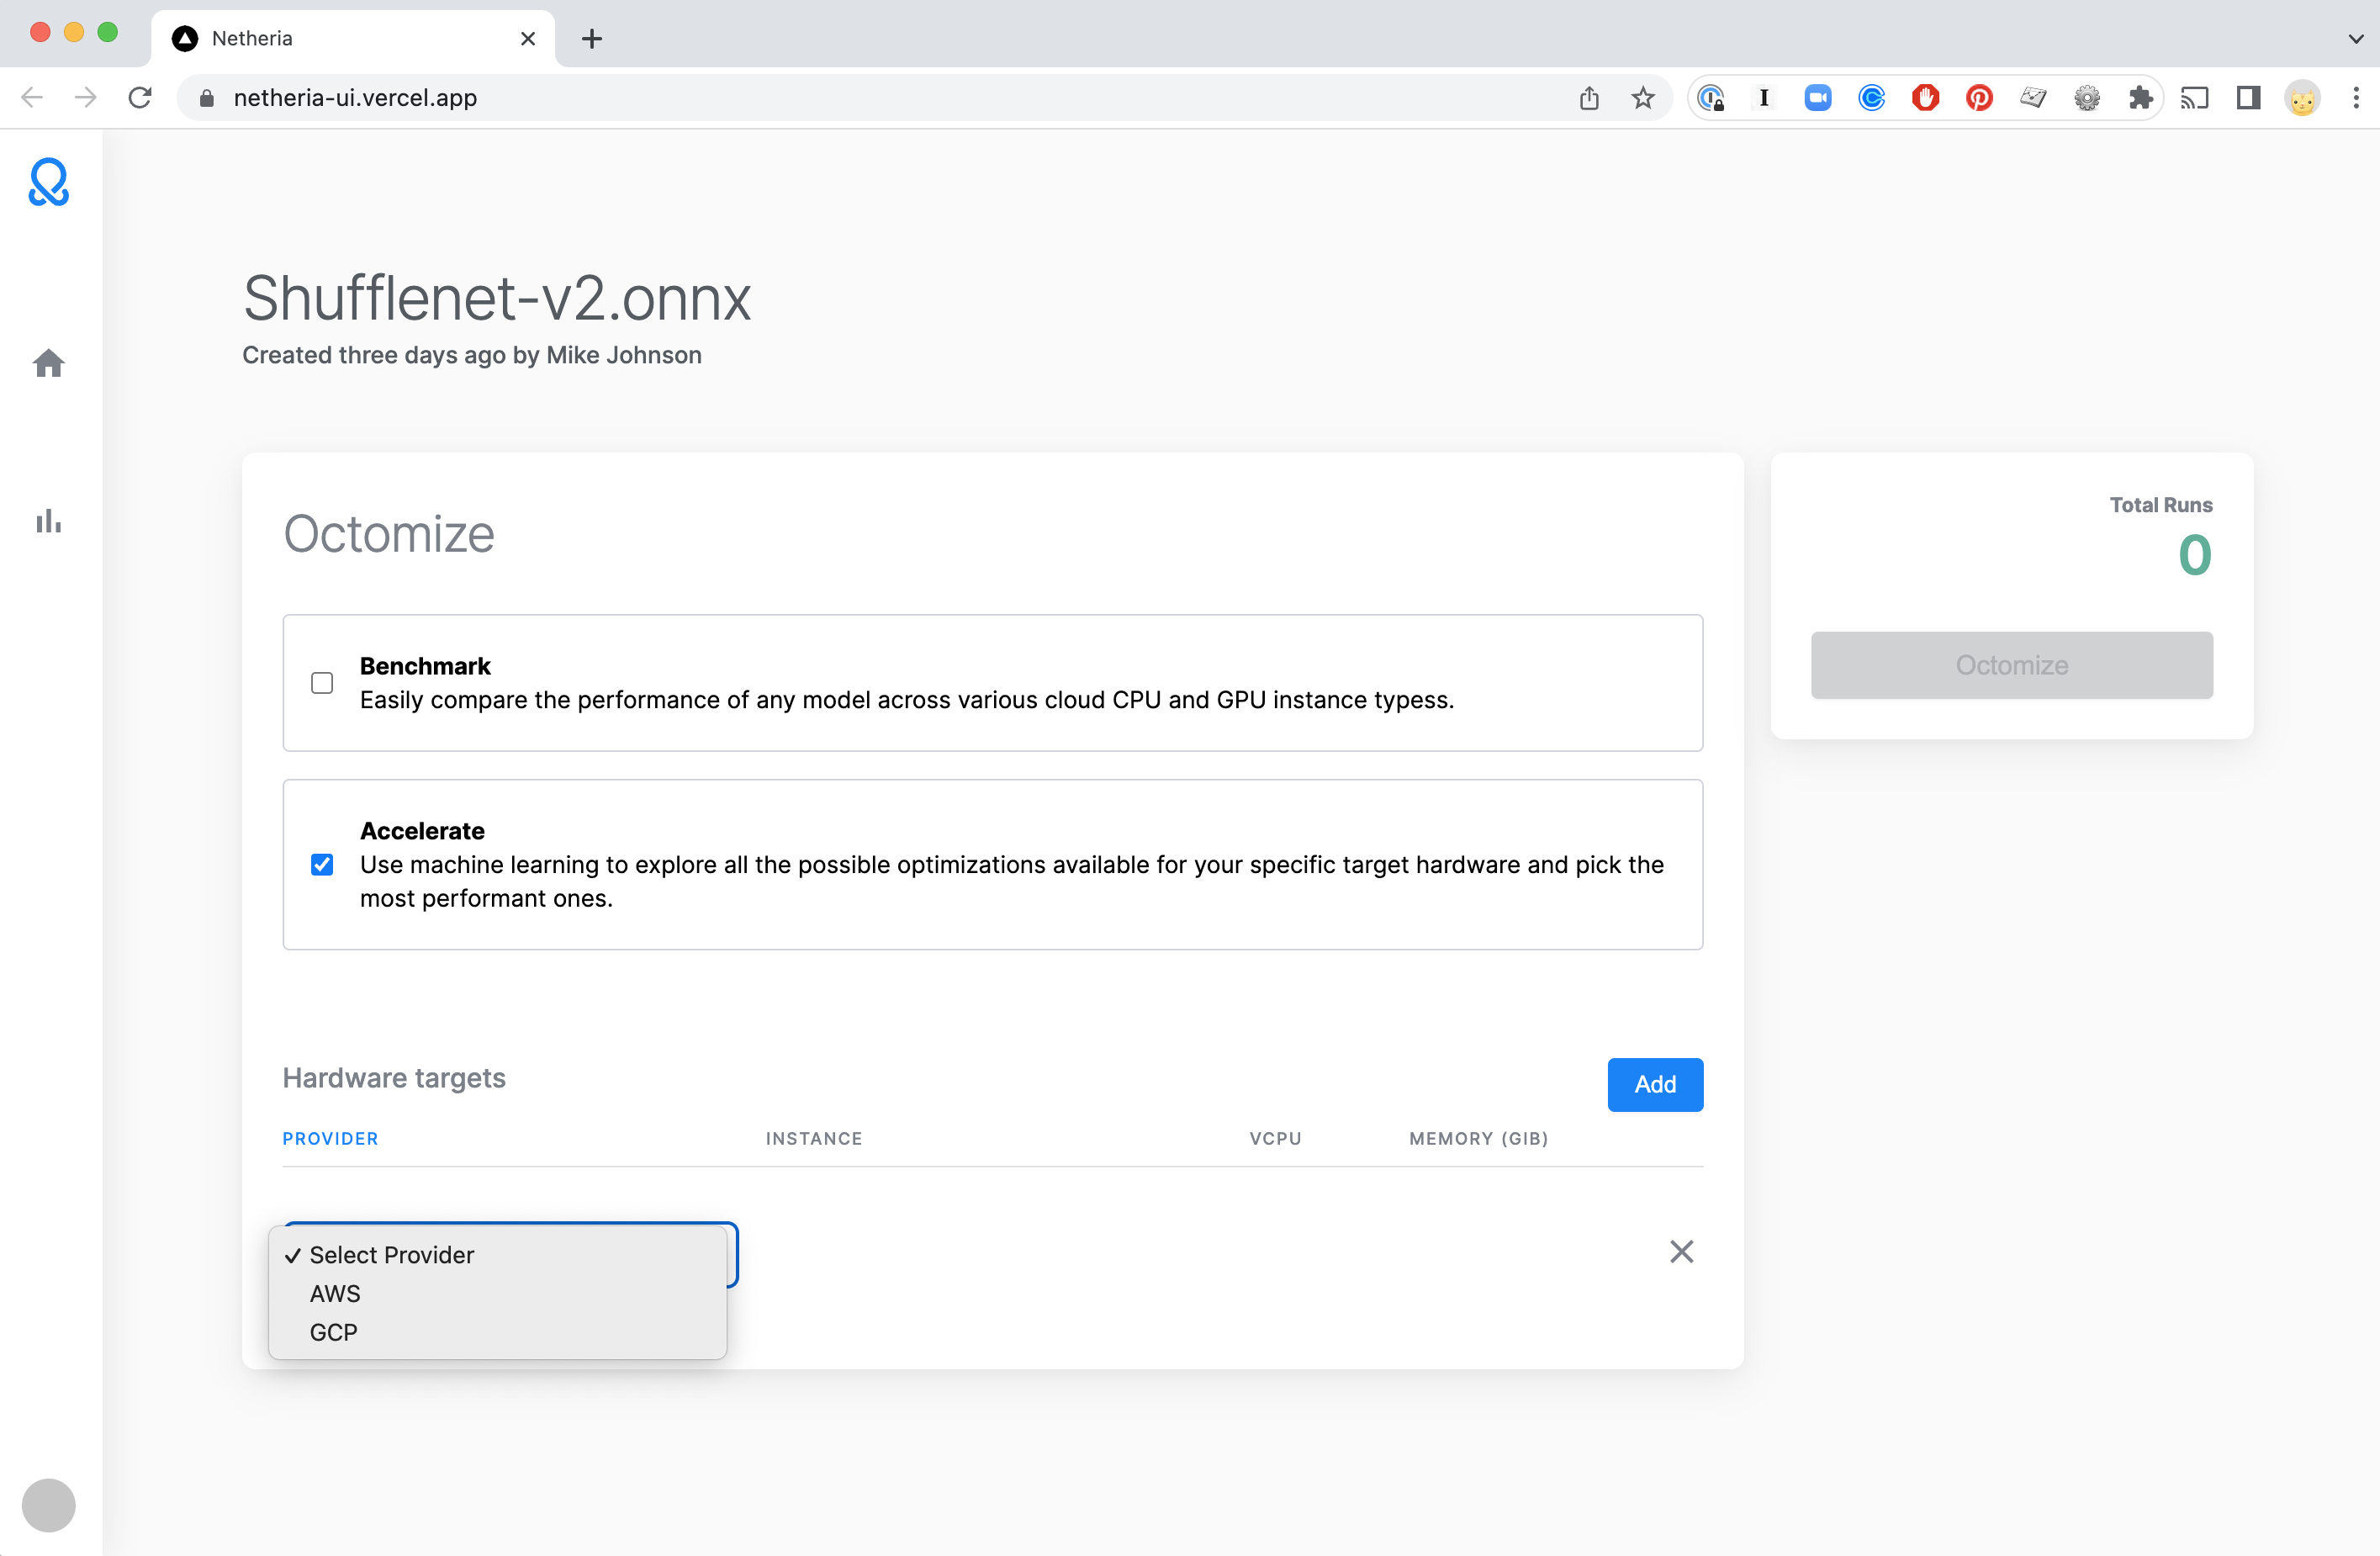 Netheria
netheria-ui.vercel.app
Shufflenet-v2.onnx
Created three days ago by Mike Johnson
Octomize
Benchmark
Easily compare the performance of any model across various cloud CPU and GPU instance typess.
Accelerate
Use machine learning to explore all the possible optimizations available for your specific target hardware and pick the
most performant ones.
Total Runs
0
Octomize
Hardware targets
Add
PROVIDER INSTANCE VCPU MEMORY (GIB)
✓ Select Provider
AWS
GCP